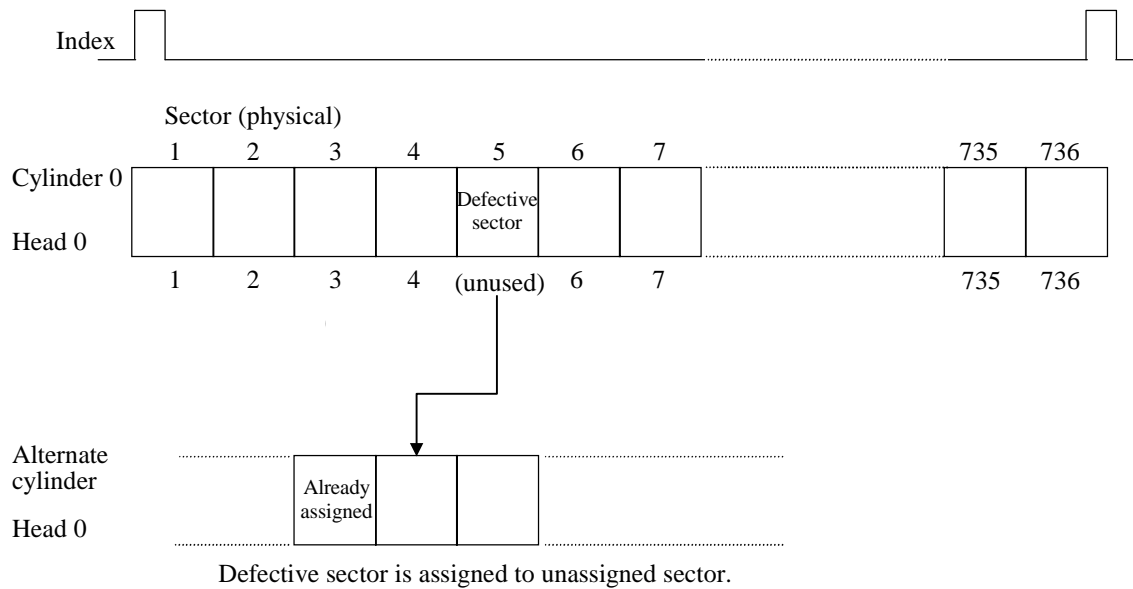 Index
Sector (physical)
1 2 3 4 5 6 7 735 736
Cylinder 0
Defective
sector
Head 0
1 2 3 4 (unused) 6 7 735 736
Alternate
cylinder
Already
assigned
Head 0
Defective sector is assigned to unassigned sector.